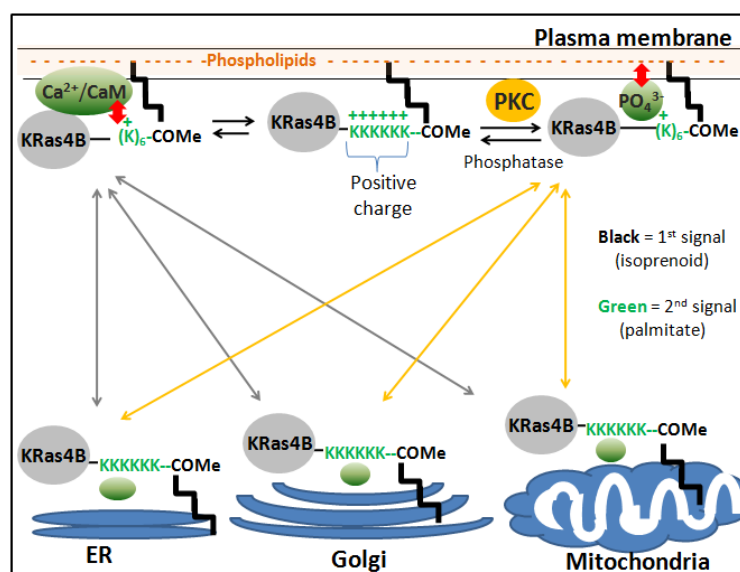 Plasma membrane
Phospholipids
Ca²⁺/CaM
PKC
PO₄³⁻
KRas4B
+
(K)₆-COMe
KRas4B
++++++
KKKKKK--COMe
KRas4B
+
(K)₆-COMe
Phosphatase
Positive
charge
Black = 1ˢᵗ signal
(isoprenoid)
Green = 2ⁿᵈ signal
(palmitate)
KRas4B
KKKKKK--COMe
KRas4B
KKKKKK--COMe
KRas4B
KKKKKK--COMe
ER
Golgi
Mitochondria